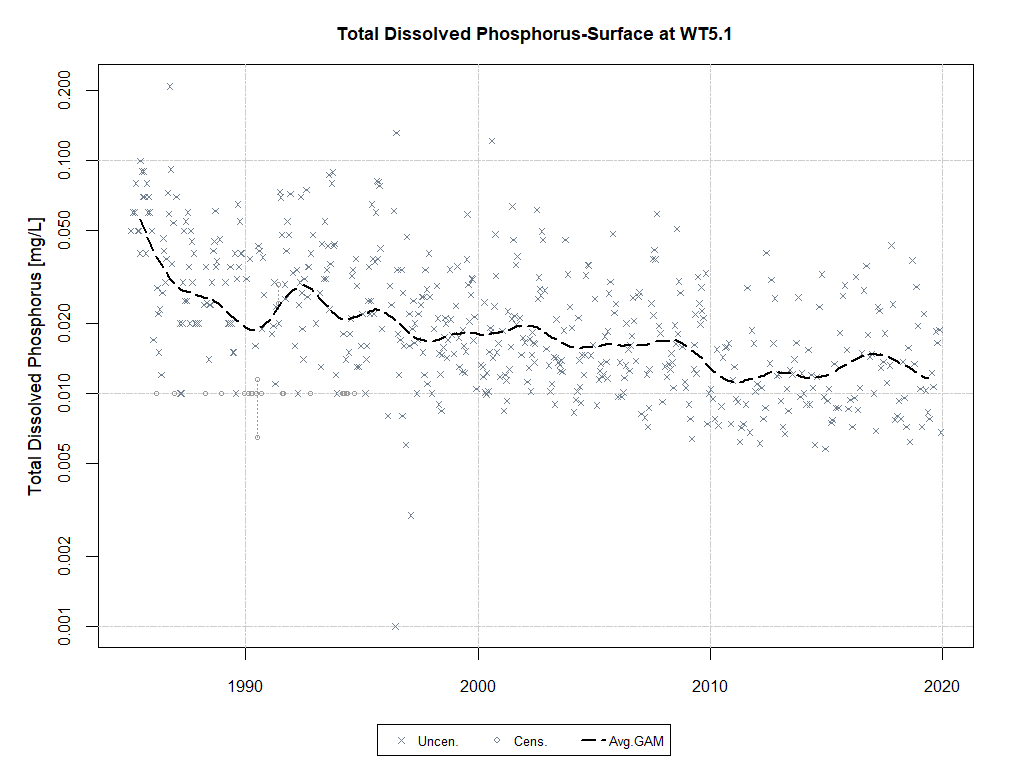 Total Dissolved Phosphorus-Surface at WT5.1
Total Dissolved Phosphorus [mg/L]
0.200
0.100
0.050
0.020
0.010
0.005
0.002
0.001
1990 2000 2010 2020
Uncen. Cens. Avg.GAM